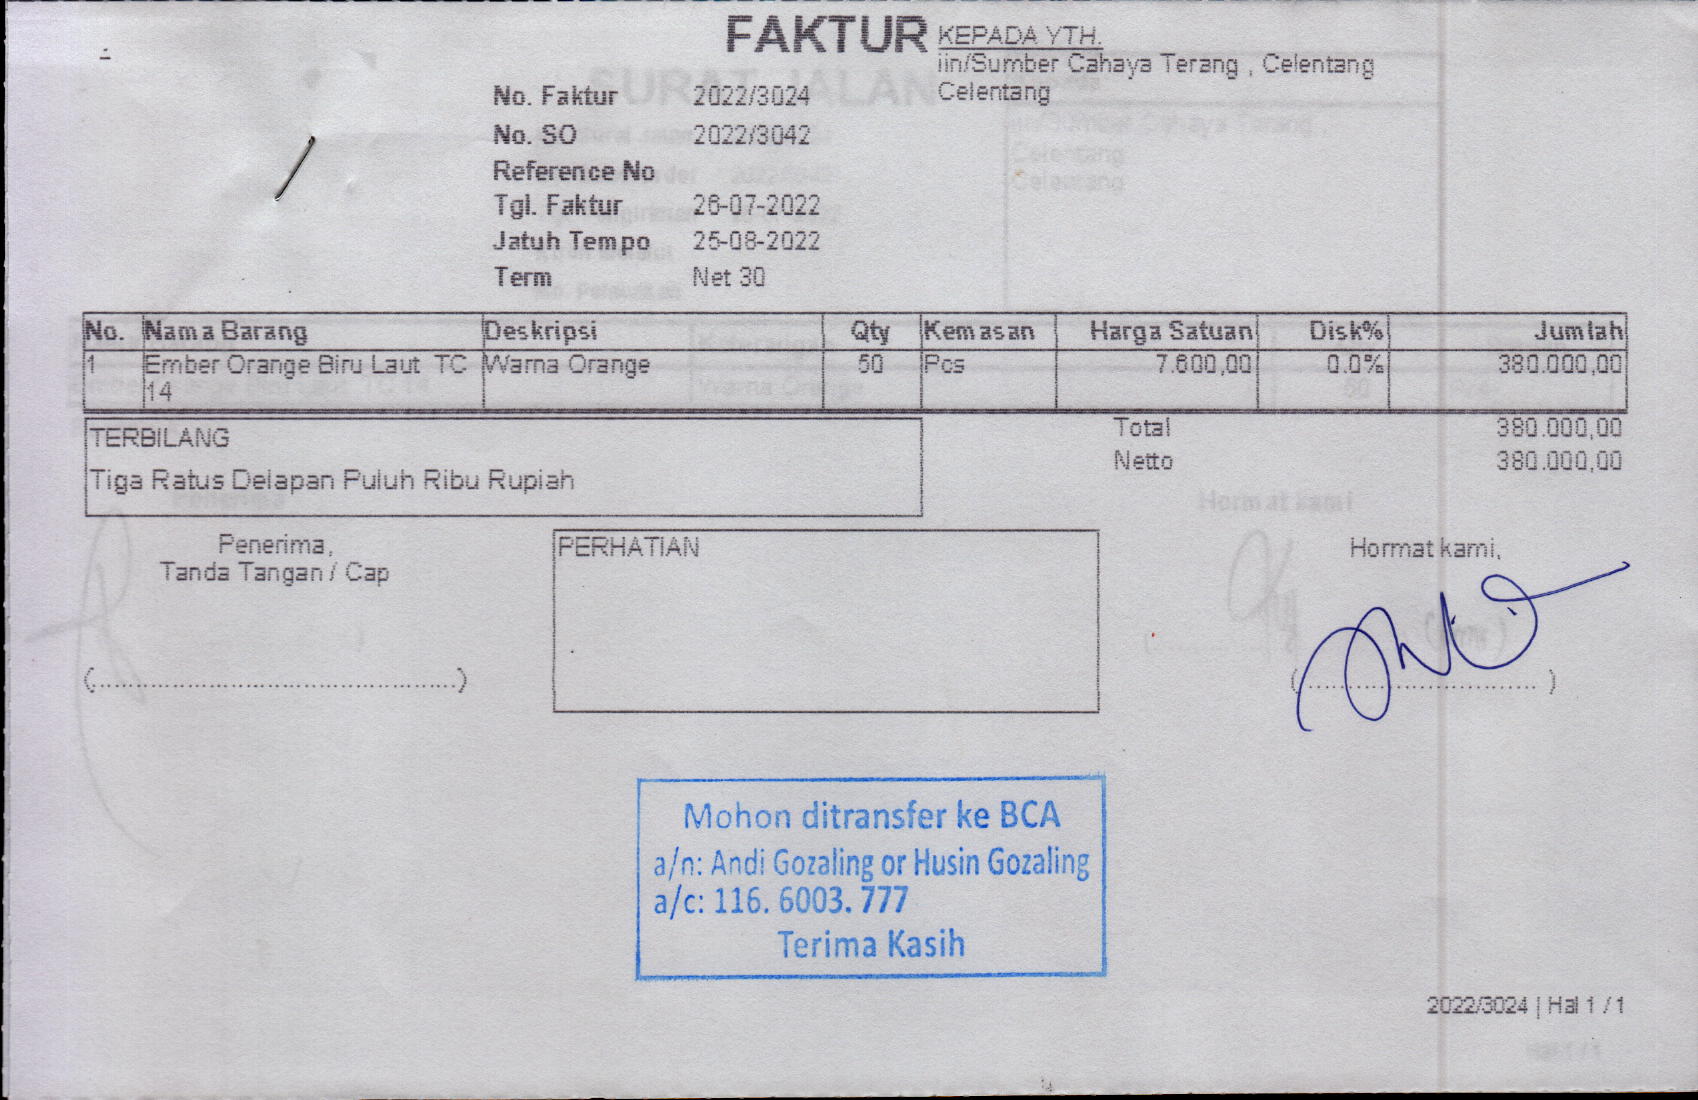 FAKTUR
KEPADA YTH.
iin/Sumber Cahaya Terang , Celentang
Celentang
No. Faktur 2022/3024
No. SO 2022/3042
Reference No
Tgl. Faktur 26-07-2022
Jatuh Tempo 25-08-2022
Term Net 30
No. Nama Barang Deskripsi Qty Kemasan Harga Satuan Disk% Jumlah
1 Ember Orange Biru Laut TC Warna Orange 50 Pcs 7.600,00 0.0% 380.000,00
14
Total 380.000,00
Netto 380.000,00
TERBILANG
Tiga Ratus Delapan Puluh Ribu Rupiah
Penerima,
Tanda Tangan / Cap
(..............................................)
PERHATIAN
Hormat kami,
(.............................. )
Mohon ditransfer ke BCA
a/n: Andi Gozaling or Husin Gozaling
a/c: 116. 6003. 777
Terima Kasih
2022/3024 | Hal 1 / 1